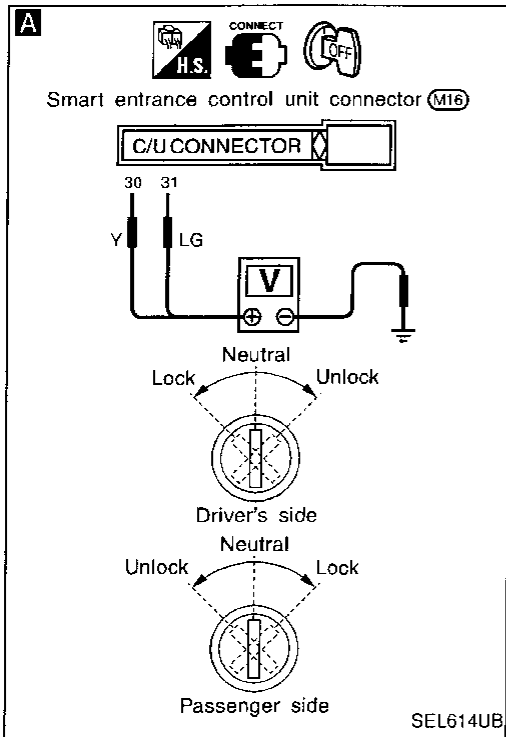 A
H.S.
CONNECT
OFF
Smart entrance control unit connector M16
C/U CONNECTOR
30 31
Y LG
V
⊕ ⊖
Neutral
Lock Unlock
Driver's side
Neutral
Unlock Lock
Passenger side
SEL614UB